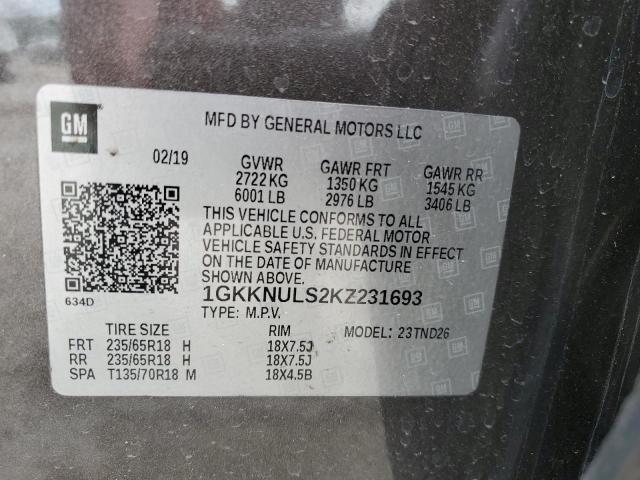 GM
MFD BY GENERAL MOTORS LLC
02/19 GVWR GAWR FRT GAWR RR
2722 KG 1350 KG 1545 KG
6001 LB 2976 LB 3406 LB
THIS VEHICLE CONFORMS TO ALL
APPLICABLE U.S. FEDERAL MOTOR
VEHICLE SAFETY STANDARDS IN EFFECT
ON THE DATE OF MANUFACTURE
SHOWN ABOVE.
634D
1GKKNULS2KZ231693
TYPE: M.P.V.
TIRE SIZE RIM MODEL: 23TND26
FRT 235/65R18 H 18X7.5J
RR 235/65R18 H 18X7.5J
SPA T135/70R18 M 18X4.5B